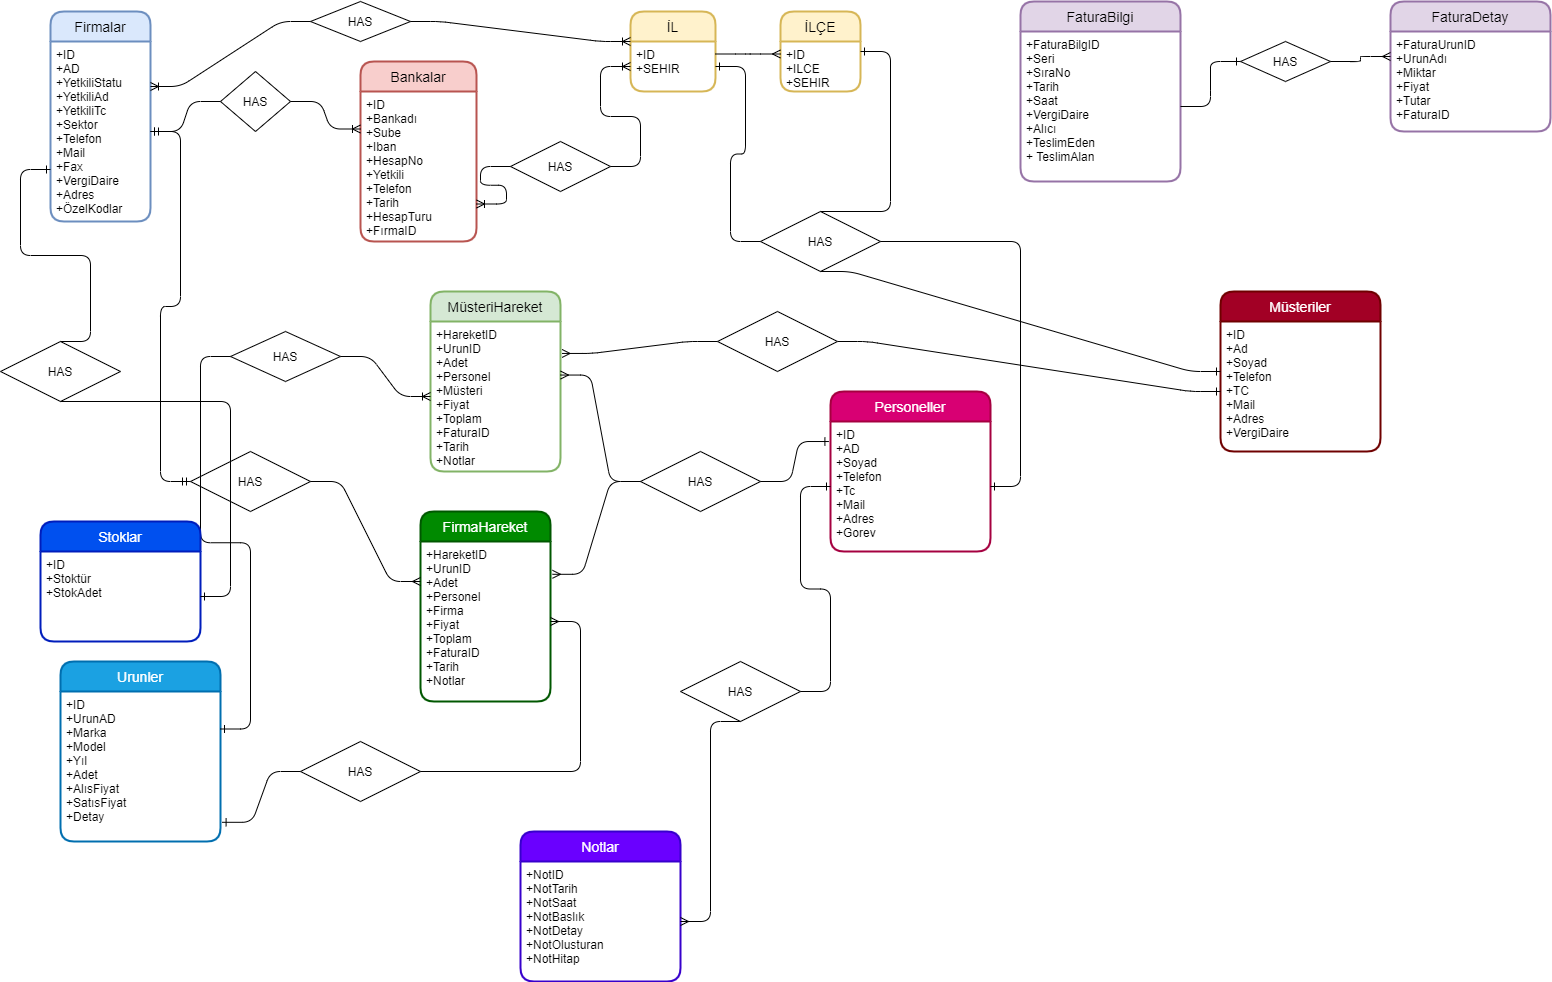 Firmalar
+ID
+AD
+YetkiliStatu
+YetkiliAd
+YetkiliTc
+Sektor
+Telefon
+Mail
+Fax
+VergiDaire
+Adres
+ÖzelKodlar
HAS
HAS
Bankalar
+ID
+Bankadı
+Sube
+Iban
+HesapNo
+Yetkili
+Telefon
+Tarih
+HesapTuru
+FırmaID
HAS
İL
+ID
+SEHIR
İLÇE
+ID
+ILCE
+SEHIR
FaturaBilgi
+FaturaBilgID
+Seri
+SıraNo
+Tarih
+Saat
+VergiDaire
+Alıcı
+TeslimEden
+ TeslimAlan
HAS
FaturaDetay
+FaturaUrunID
+UrunAdı
+Miktar
+Fiyat
+Tutar
+FaturaID
HAS
HAS
MüsteriHareket
+HareketID
+UrunID
+Adet
+Personel
+Müsteri
+Fiyat
+Toplam
+FaturaID
+Tarih
+Notlar
HAS
HAS
Müsteriler
+ID
+Ad
+Soyad
+Telefon
+TC
+Mail
+Adres
+VergiDaire
Personeller
+ID
+AD
+Soyad
+Telefon
+Tc
+Mail
+Adres
+Gorev
HAS
HAS
FirmaHareket
+HareketID
+UrunID
+Adet
+Personel
+Firma
+Fiyat
+Toplam
+FaturaID
+Tarih
+Notlar
Stoklar
+ID
+Stoktür
+StokAdet
Urunler
+ID
+UrunAD
+Marka
+Model
+Yıl
+Adet
+AlısFiyat
+SatısFiyat
+Detay
HAS
HAS
Notlar
+NotID
+NotTarih
+NotSaat
+NotBaslık
+NotDetay
+NotOlusturan
+NotHitap